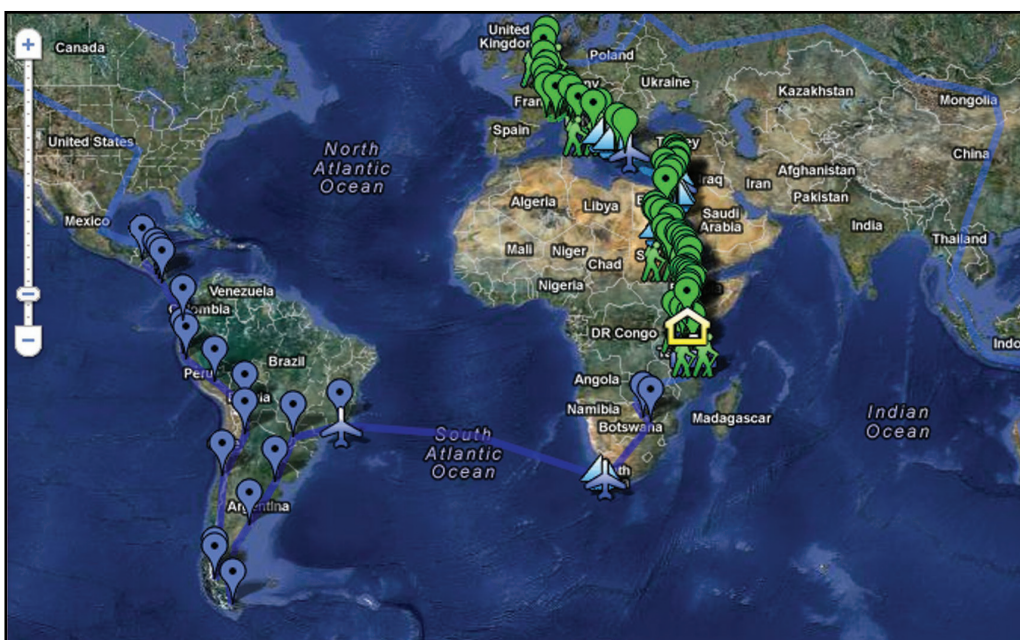 Canada
United
Kingdor
Poland
Ukraine
Kazakhstan
Mongolia
Fran
United States
Spain
North
Atlantic
Ocean
China
Iraq
Iran
Afghanistan
Pakistan
Algeria
Libya
Saudi
Arabia
Mexico
India
Thailand
Mali
Niger
Chad
Nigeria
Venezuela
Colombia
DR Congo
Indo
Brazil
Peru
Angola
Namibia
Botswana
Madagascar
Indian
Ocean
South
Atlantic
Ocean
Argentina